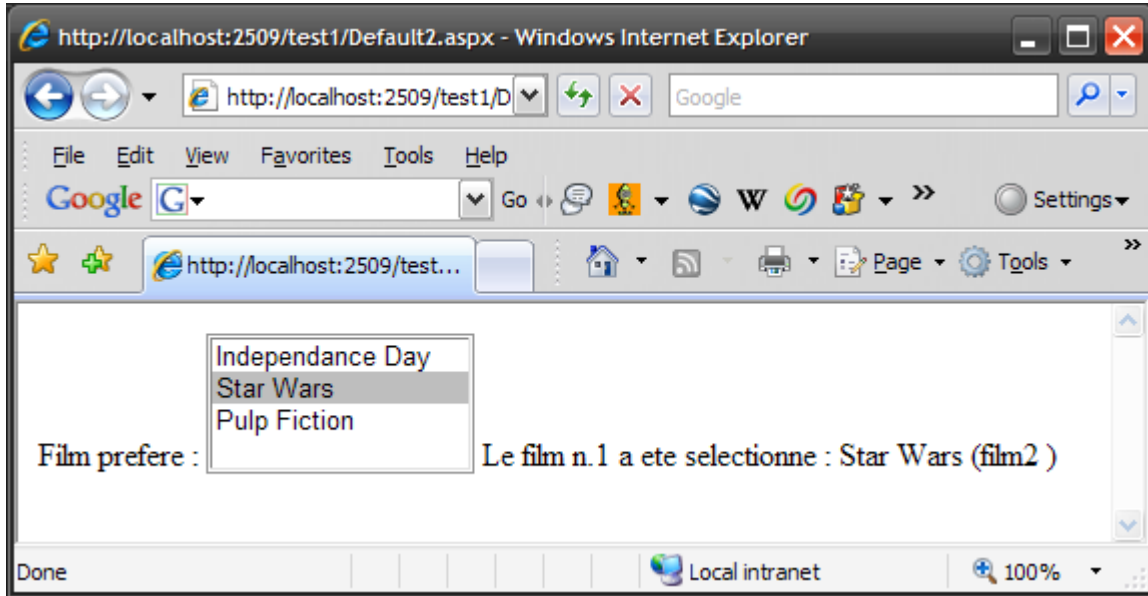 http://localhost:2509/test1/Default2.aspx - Windows Internet Explorer
http://localhost:2509/test1/D
Google
File Edit View Favorites Tools Help
Google G Go W Settings
http://localhost:2509/test... Page Tools
Independance Day
Star Wars
Pulp Fiction
Film prefere : Le film n.1 a ete selectionne : Star Wars (film2 )
Done Local intranet 100%